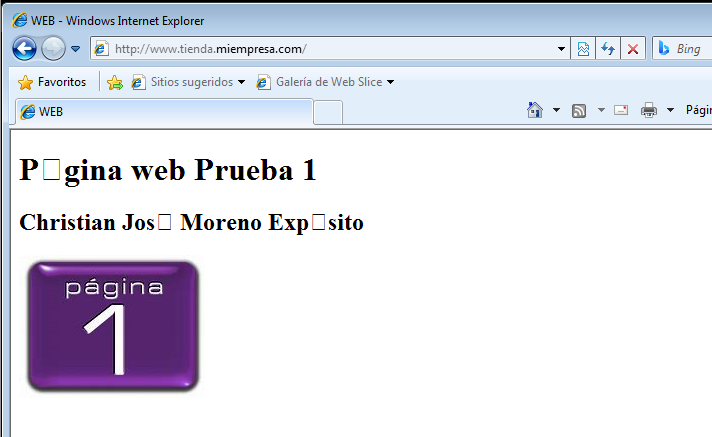 WEB - Windows Internet Explorer
http://www.tienda.miempresa.com/
Bing
Favoritos
Sitios sugeridos
Galería de Web Slice
WEB
Págin
P□gina web Prueba 1
Christian Jos□ Moreno Exp□sito
página
1